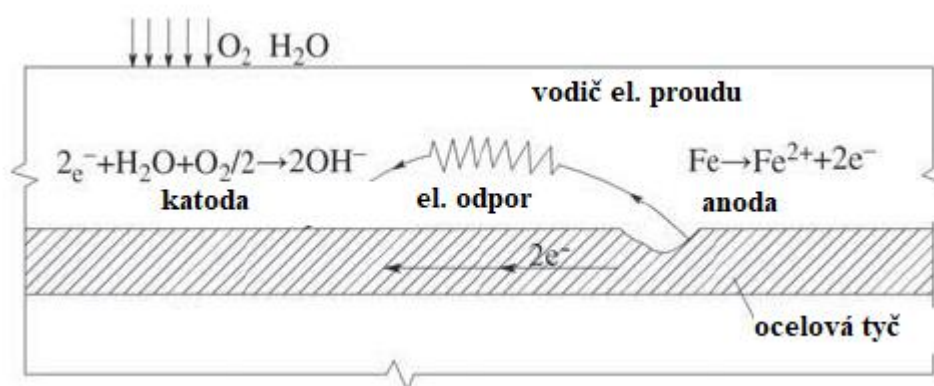 O₂ H₂O
vodič el. proudu
2e⁻+H₂O+O₂/2→2OH⁻
Fe→Fe²⁺+2e⁻
katoda
el. odpor
anoda
2e⁻
ocelová tyč